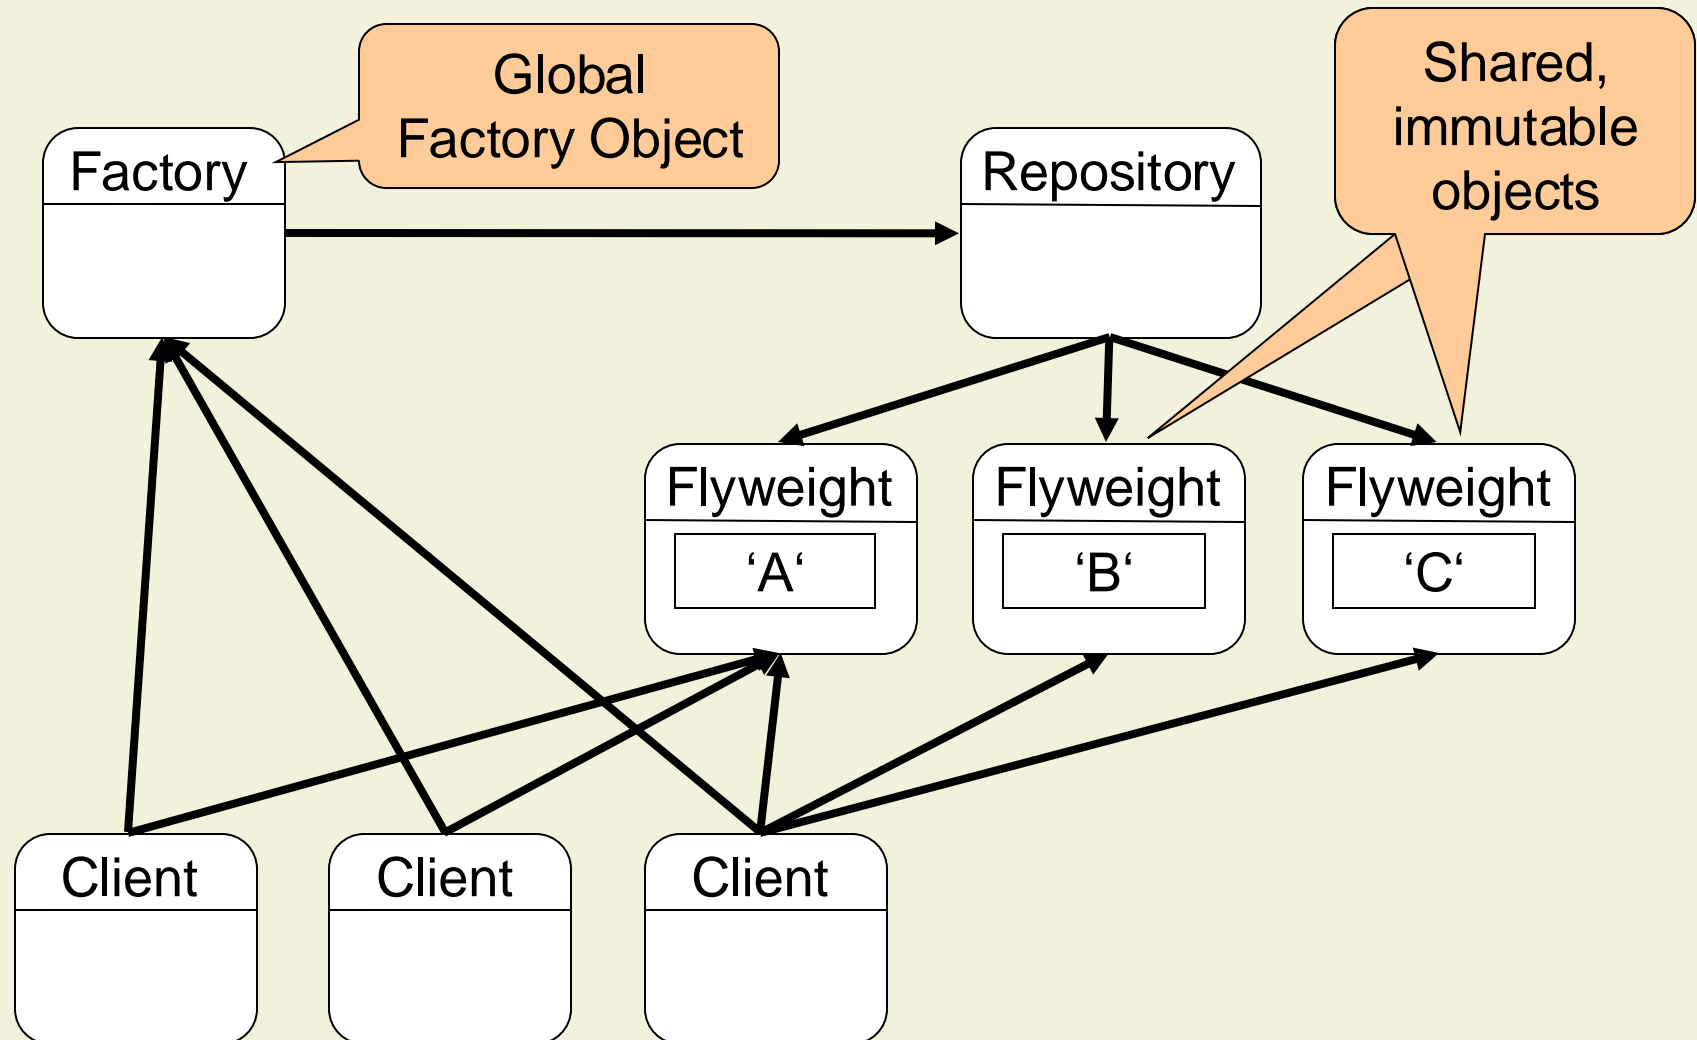 Global
Factory Object
Shared,
immutable
objects
Factory
Repository
Flyweight
‘A‘
Flyweight
‘B‘
Flyweight
‘C‘
Client
Client
Client